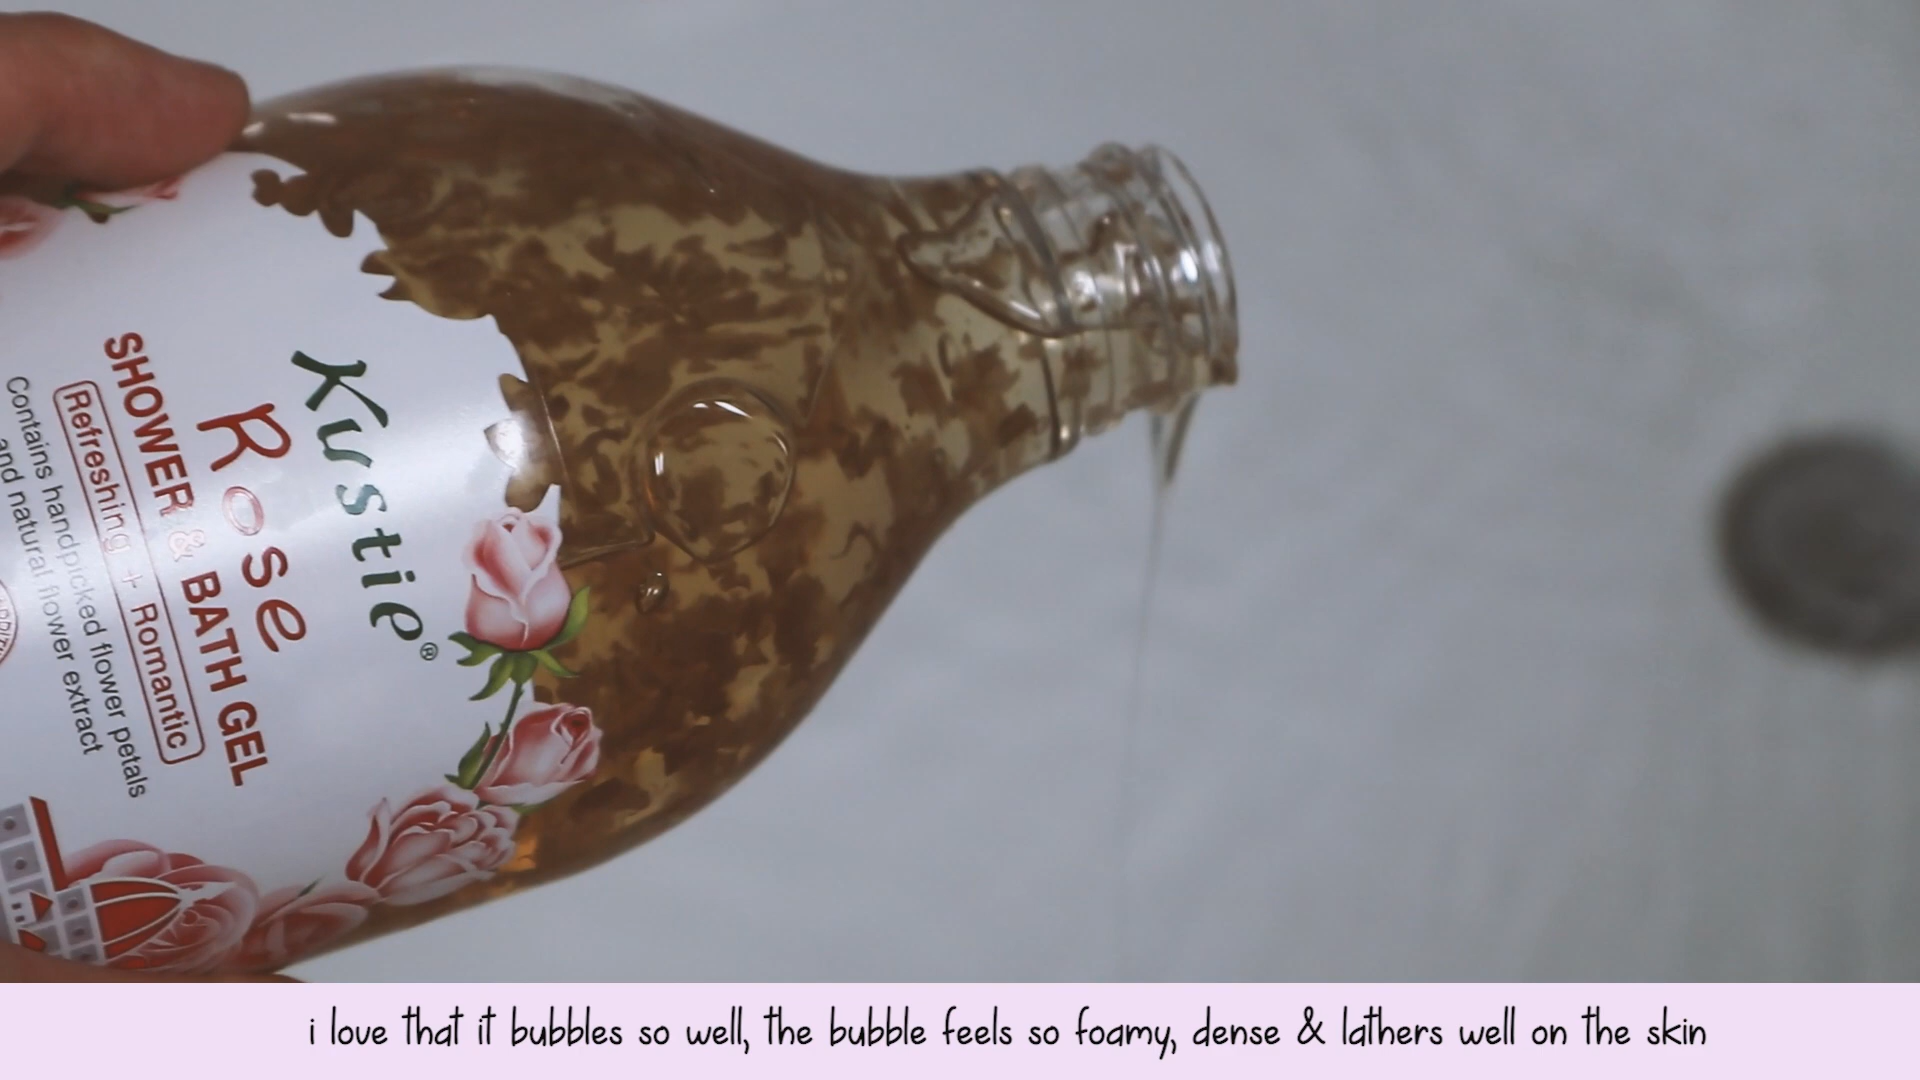 Kustie®
Rose
SHOWER & BATH GEL
Refreshing + Romantic
Contains handpicked flower petals
and natural flower extract
i love that it bubbles so well, the bubble feels so foamy, dense & lathers well on the skin